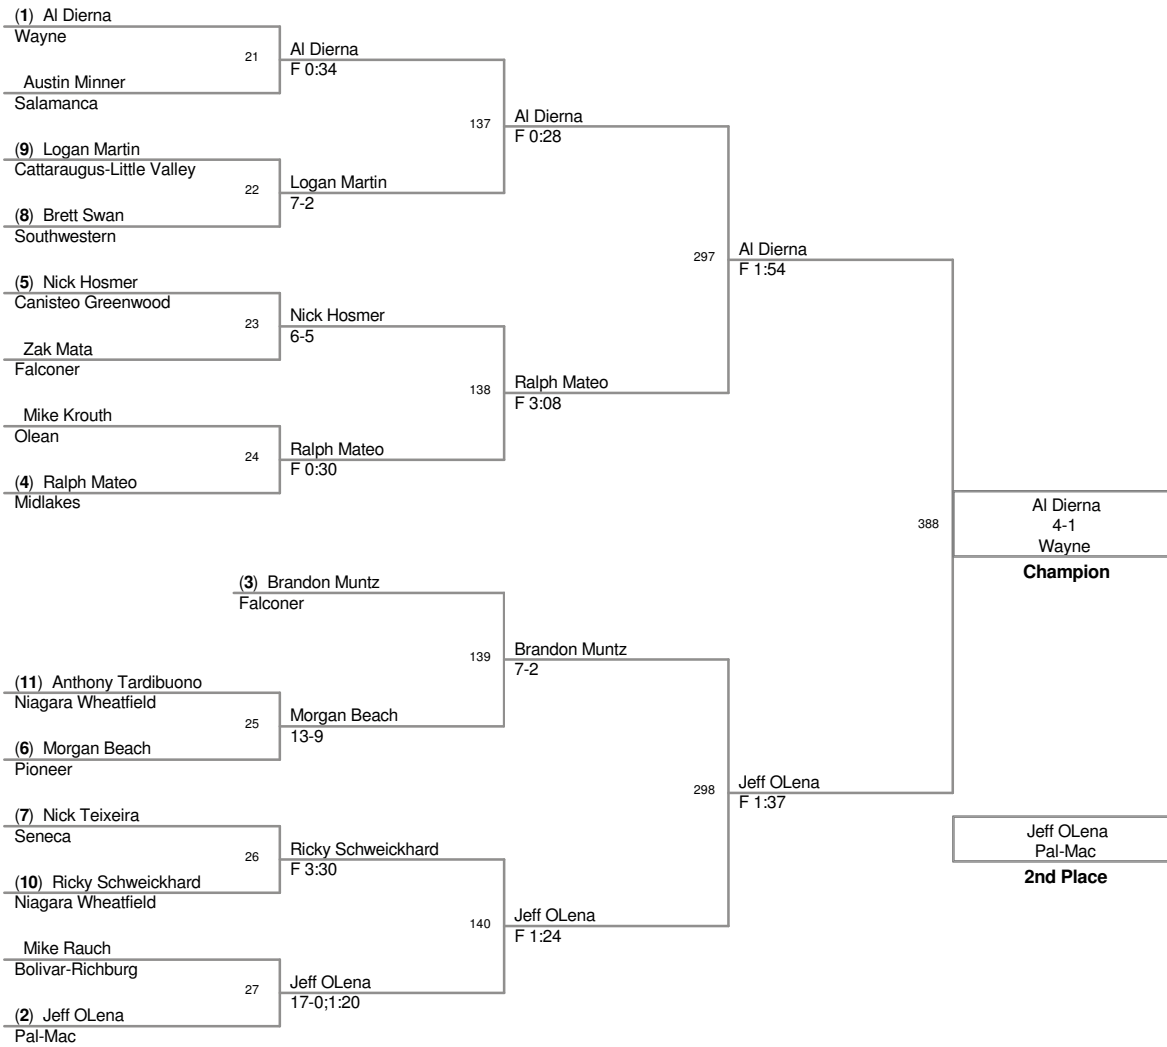 (1) Al Dierna
Wayne
21
Al Dierna
F 0:34
Austin Minner
Salamanca
137
Al Dierna
F 0:28
(9) Logan Martin
Cattaraugus-Little Valley
22
Logan Martin
7-2
(8) Brett Swan
Southwestern
297
Al Dierna
F 1:54
(5) Nick Hosmer
Canisteo Greenwood
23
Nick Hosmer
6-5
Zak Mata
Falconer
138
Ralph Mateo
F 3:08
Mike Krouth
Olean
24
Ralph Mateo
F 0:30
(4) Ralph Mateo
Midlakes
388
Al Dierna
4-1
Wayne
Champion
(3) Brandon Muntz
Falconer
139
Brandon Muntz
7-2
(11) Anthony Tardibuono
Niagara Wheatfield
25
Morgan Beach
13-9
(6) Morgan Beach
Pioneer
298
Jeff OLena
F 1:37
(7) Nick Teixeira
Seneca
26
Ricky Schweickhard
F 3:30
(10) Ricky Schweickhard
Niagara Wheatfield
140
Jeff OLena
F 1:24
Mike Rauch
Bolivar-Richburg
27
Jeff OLena
17-0;1:20
(2) Jeff OLena
Pal-Mac
Jeff OLena
Pal-Mac
2nd Place